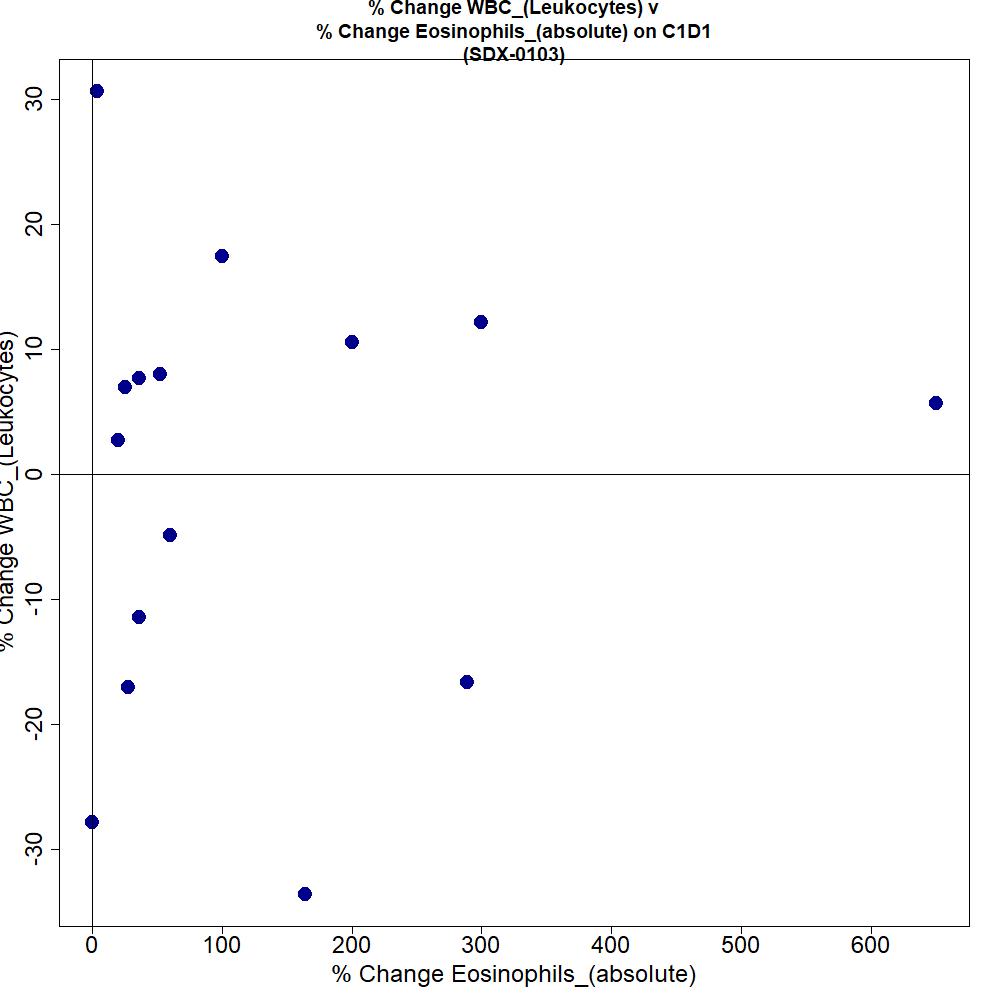 % Change WBC_(Leukocytes) v
% Change Eosinophils_(absolute) on C1D1
(SDX-0103)
% Change WBC_(Leukocytes)
30
20
10
0
-10
-20
-30
0 100 200 300 400 500 600
% Change Eosinophils_(absolute)